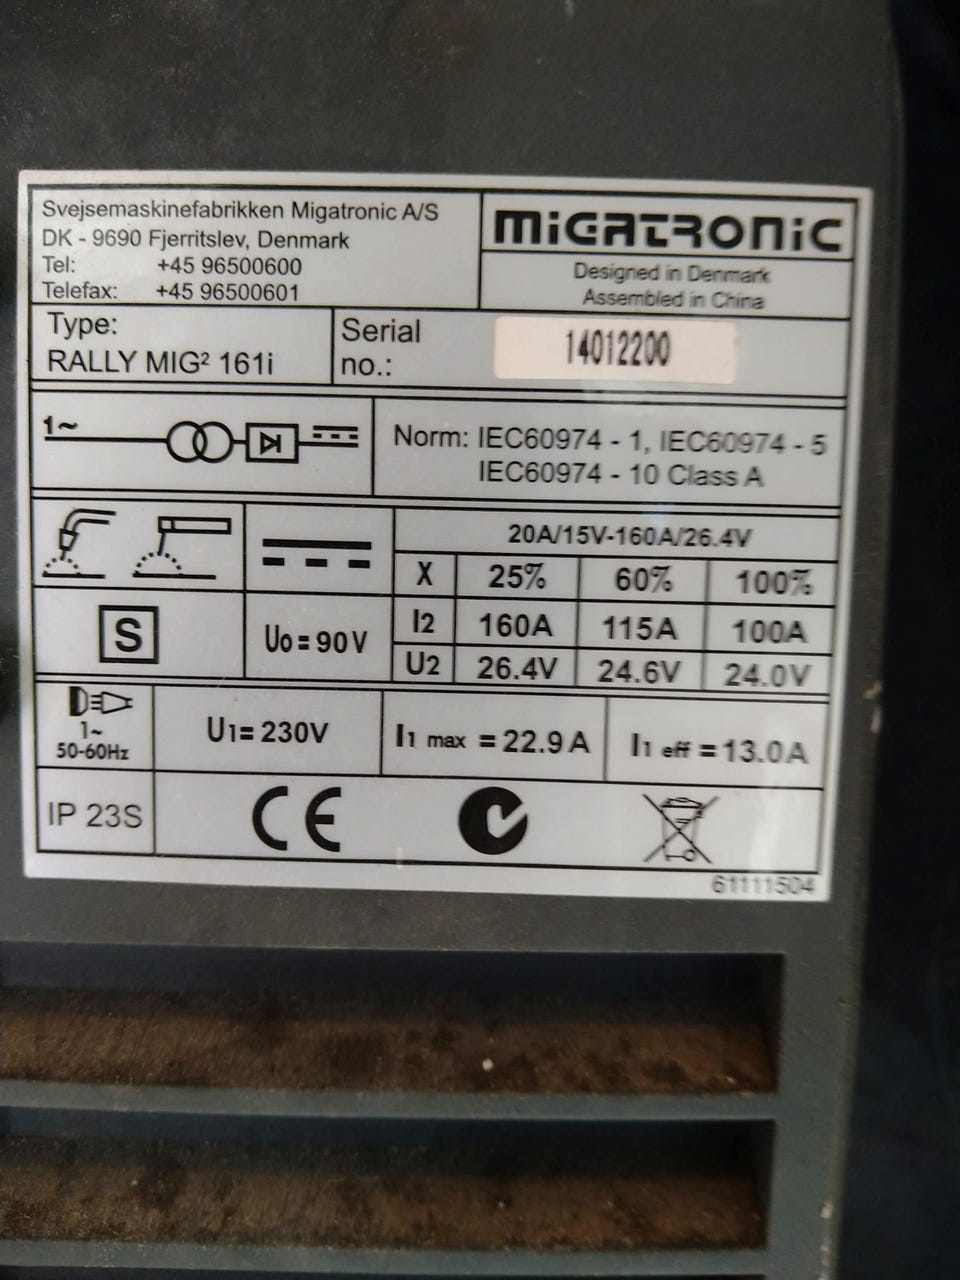 Svejsemaskinefabrikken Migatronic A/S
DK - 9690 Fjerritslev, Denmark
Tel: +45 96500600
Telefax: +45 96500601
MIGATRONIC
Designed in Denmark
Assembled in China
Type:
RALLY MIG² 161i
Serial
no.: 14012200
1~
Norm: IEC60974 - 1, IEC60974 - 5
IEC60974 - 10 Class A
20A/15V-160A/26.4V
X 25% 60% 100%
S
U0 = 90V
I2 160A 115A 100A
U2 26.4V 24.6V 24.0V
1~
50-60Hz
U1= 230V
I1 max = 22.9 A
I1 eff = 13.0A
IP 23S
CE
61111504